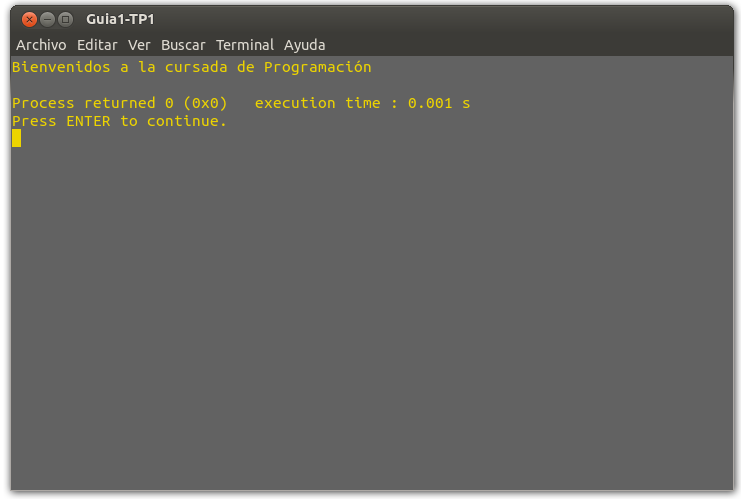 Guia1-TP1
Archivo Editar Ver Buscar Terminal Ayuda
Bienvenidos a la cursada de Programación
Process returned 0 (0x0)   execution time : 0.001 s
Press ENTER to continue.